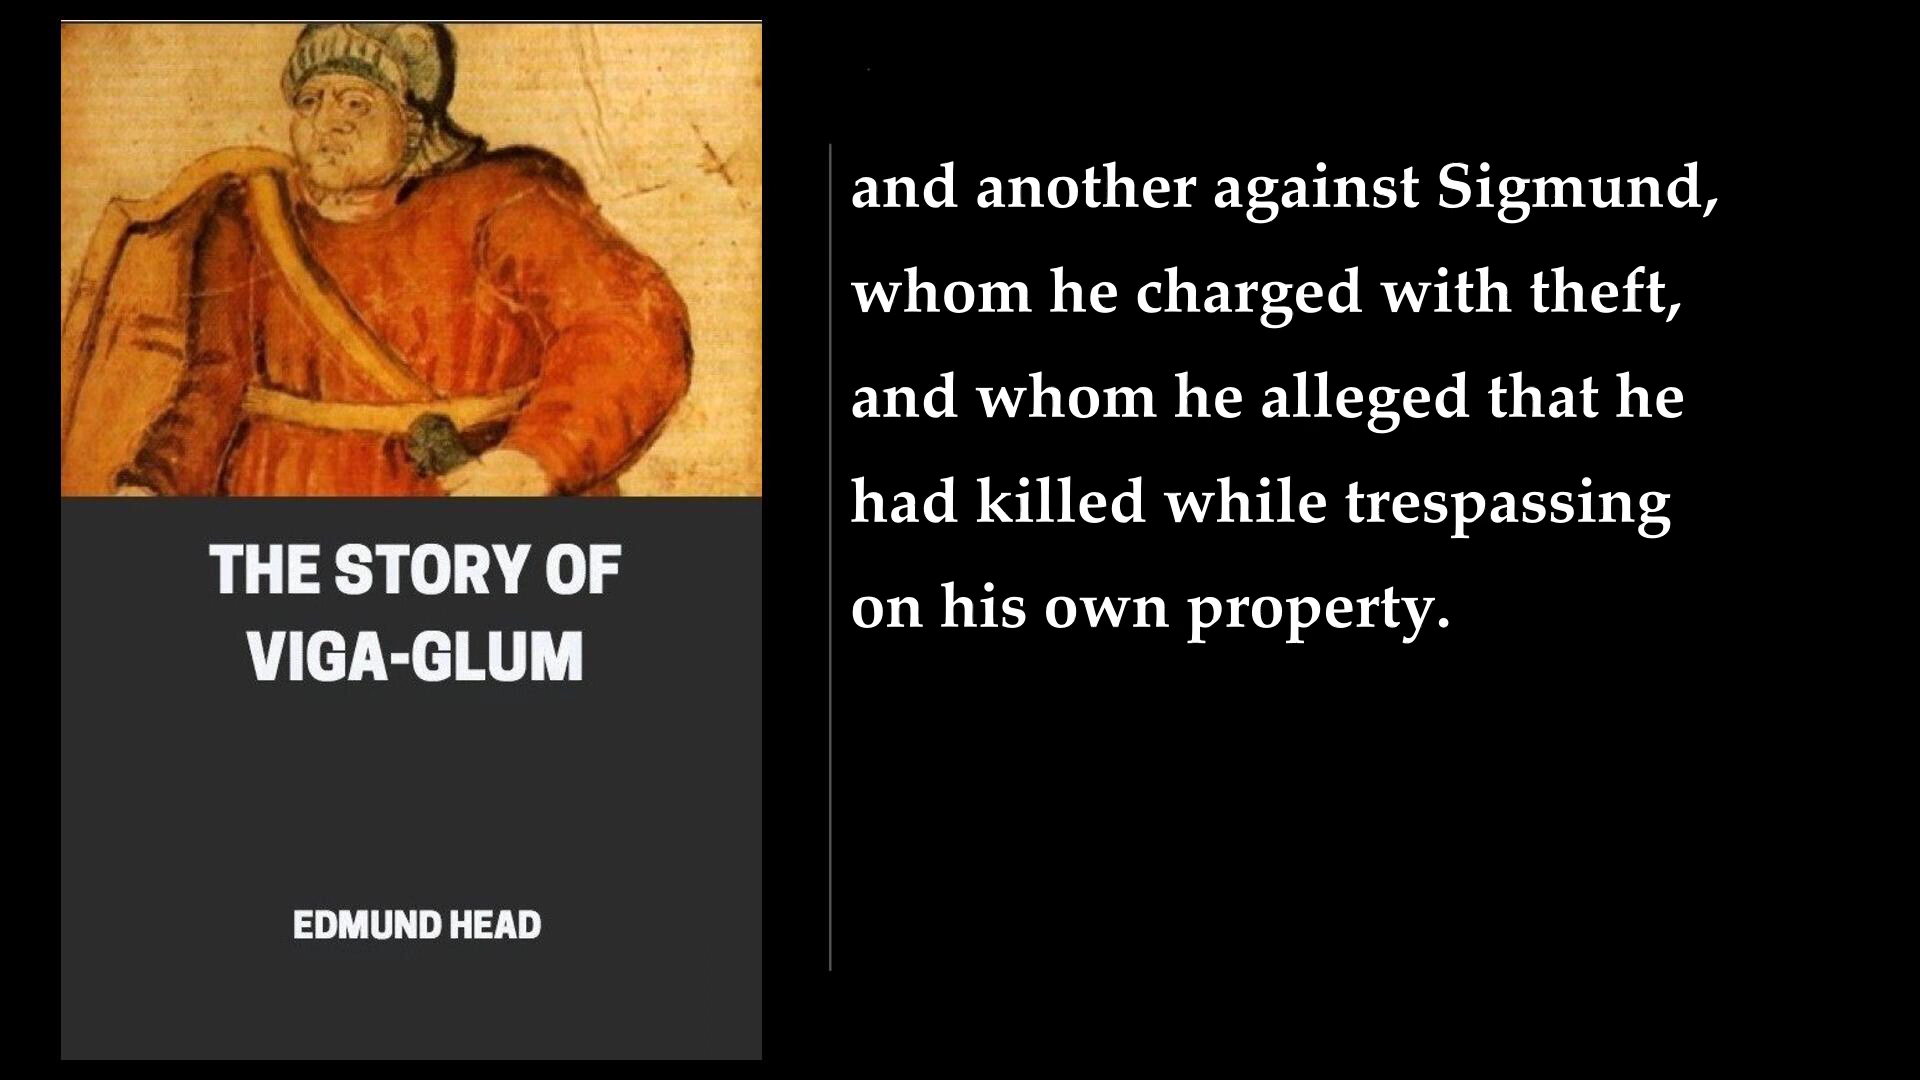 THE STORY OF
VIGA-GLUM
EDMUND HEAD
and another against Sigmund,
whom he charged with theft,
and whom he alleged that he
had killed while trespassing
on his own property.